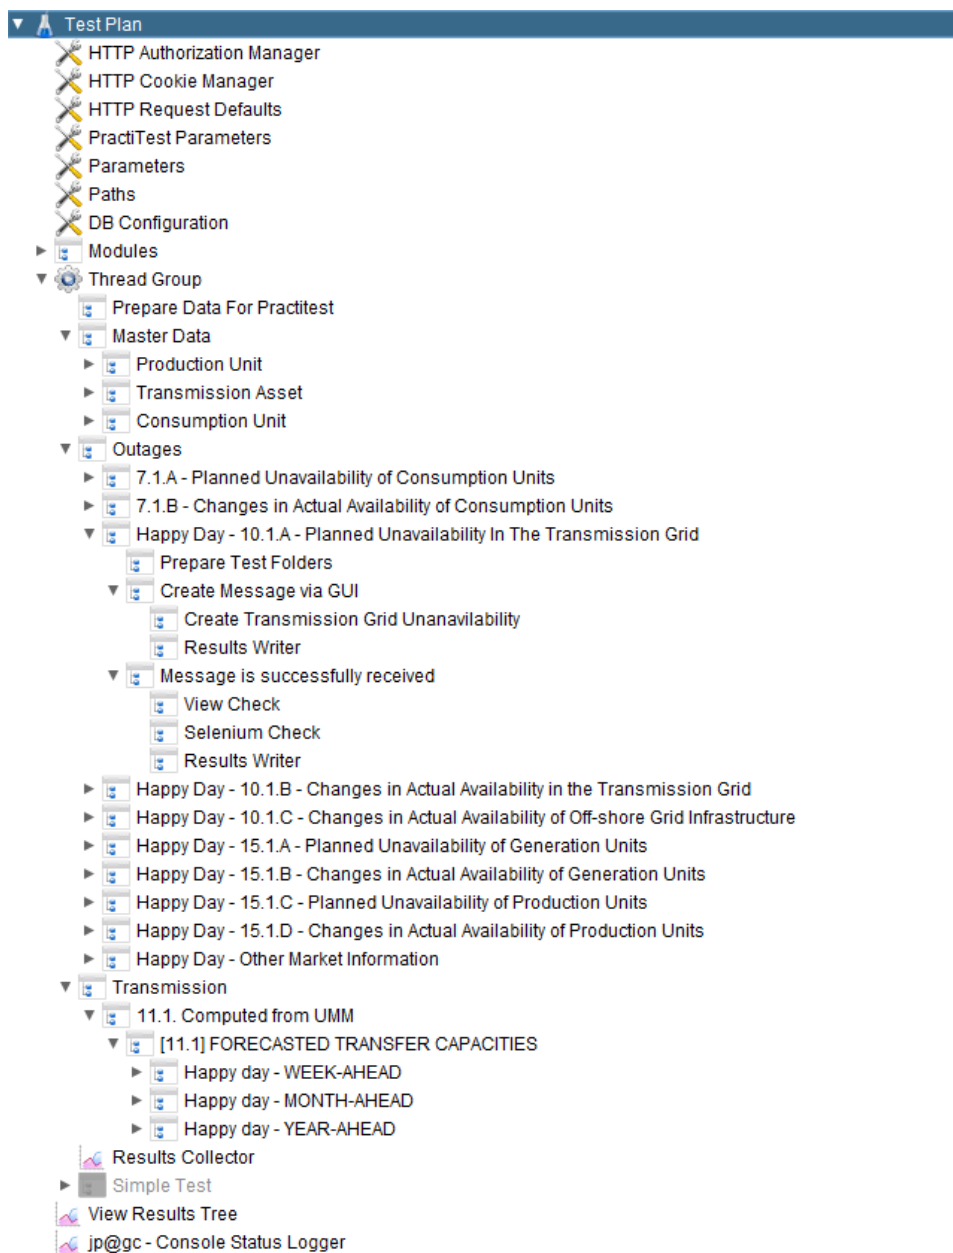 Test Plan
HTTP Authorization Manager
HTTP Cookie Manager
HTTP Request Defaults
PractiTest Parameters
Parameters
Paths
DB Configuration
Modules
Thread Group
Prepare Data For Practitest
Master Data
Production Unit
Transmission Asset
Consumption Unit
Outages
7.1.A - Planned Unavailability of Consumption Units
7.1.B - Changes in Actual Availability of Consumption Units
Happy Day - 10.1.A - Planned Unavailability In The Transmission Grid
Prepare Test Folders
Create Message via GUI
Create Transmission Grid Unanavilability
Results Writer
Message is successfully received
View Check
Selenium Check
Results Writer
Happy Day - 10.1.B - Changes in Actual Availability in the Transmission Grid
Happy Day - 10.1.C - Changes in Actual Availability of Off-shore Grid Infrastructure
Happy Day - 15.1.A - Planned Unavailability of Generation Units
Happy Day - 15.1.B - Changes in Actual Availability of Generation Units
Happy Day - 15.1.C - Planned Unavailability of Production Units
Happy Day - 15.1.D - Changes in Actual Availability of Production Units
Happy Day - Other Market Information
Transmission
11.1. Computed from UMM
[11.1] FORECASTED TRANSFER CAPACITIES
Happy day - WEEK-AHEAD
Happy day - MONTH-AHEAD
Happy day - YEAR-AHEAD
Results Collector
Simple Test
View Results Tree
jp@gc - Console Status Logger